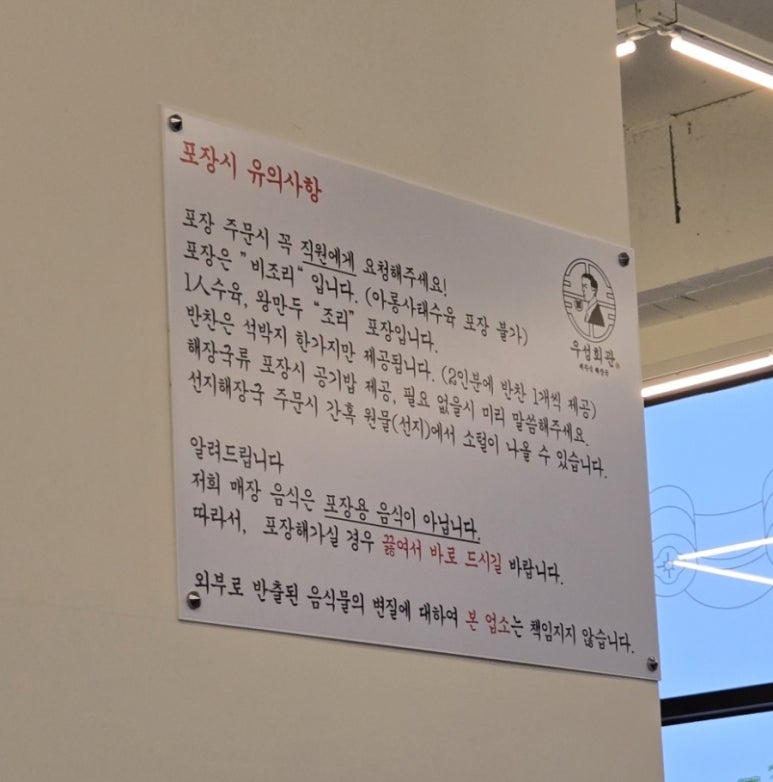 포장시 유의사항
포장 주문시 꼭 직원에게 요청해주세요!
포장은 "비조리" 입니다. (아롱사태수육 포장 불가)
1人수육, 왕만두 "조리" 포장입니다.
반찬은 석박지 한가지만 제공됩니다. (2인분에 반찬 1개씩 제공)
해장국류 포장시 공기밥 제공, 필요 없을시 미리 말씀해주세요.
선지해장국 주문시 간혹 원물(선지)에서 소털이 나올 수 있습니다.
우성회관
알려드립니다
저희 매장 음식은 포장용 음식이 아닙니다.
따라서, 포장해가실 경우 끓여서 바로 드시길 바랍니다.
외부로 반출된 음식물의 변질에 대하여 본 업소는 책임지지 않습니다.